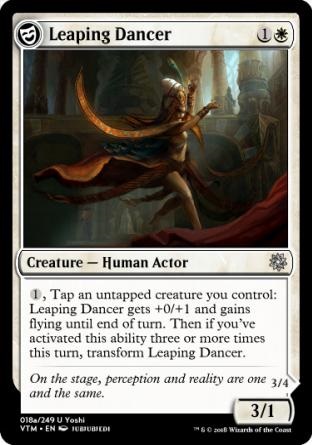 Leaping Dancer 1
Creature — Human Actor
1, Tap an untapped creature you control:
Leaping Dancer gets +0/+1 and gains
flying until end of turn. Then if you've
activated this ability three or more times
this turn, transform Leaping Dancer.
On the stage, perception and reality are one
and the same.
3/4
3/1
018a/249 U Yoshi
VTM • EN JUBJUBJEDI
™ & © 2018 Wizards of the Coast